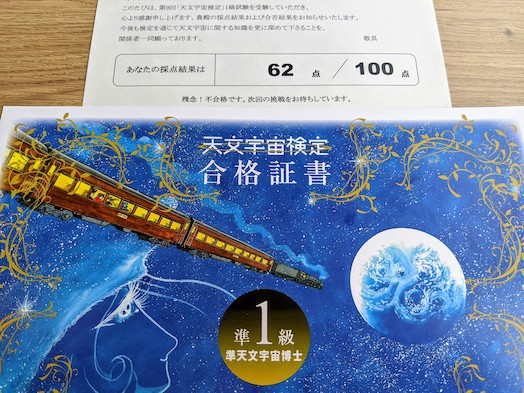 このたびは、第9回「天文宇宙検定」1級試験を受験していただき、
心より感謝申し上げます。貴殿の採点結果及び合否結果をお知らせいたします。
今後も検定を通じて天文宇宙に関する知識を更に深めて下さることを、
関係者一同願っております。
敬具
あなたの採点結果は 62 点 / 100 点
残念!不合格です。次回の挑戦をお待ちしています。
天文宇宙検定
合格証書
準1級
準天文宇宙博士